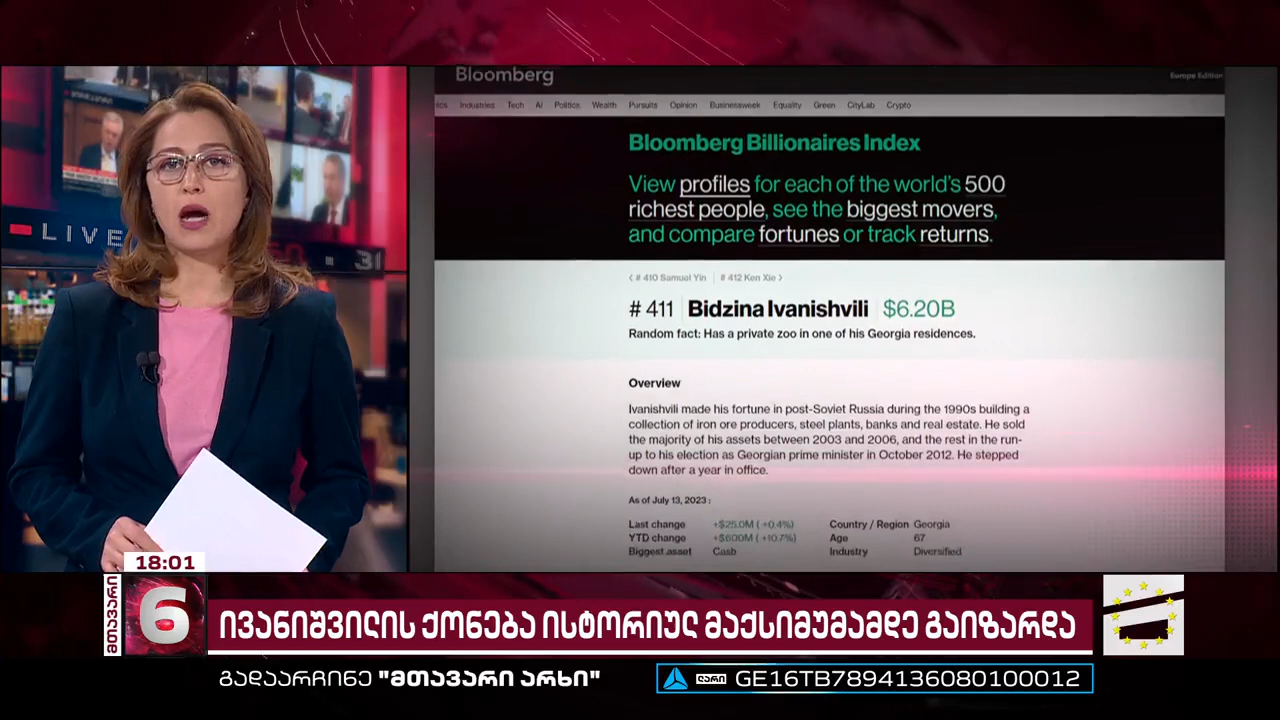 Bloomberg
Europe Edition
Industries Tech AI Politics Wealth Pursuits Opinion Businessweek Equality Green CityLab Crypto
Bloomberg Billionaires Index
View profiles for each of the world's 500
richest people, see the biggest movers,
and compare fortunes or track returns.
# 410 Samuel Yin # 412 Ken Xie
# 411 Bidzina Ivanishvili $6.20B
Random fact: Has a private zoo in one of his Georgia residences.
Overview
Ivanishvili made his fortune in post-Soviet Russia during the 1990s building a
collection of iron ore producers, steel plants, banks and real estate. He sold
the majority of his assets between 2003 and 2006, and the rest in the run-
up to his election as Georgian prime minister in October 2012. He stepped
down after a year in office.
As of July 13, 2023 :
Last change +$25.0M ( +0.4%) Country / Region Georgia
YTD change +$600M ( +10.7%) Age 67
Biggest asset Cash Industry Diversified
LIVE
31
18:01
მთავარი
6
ივანიშვილის ქონება ისტორიულ მაქსიმუმამდე გაიზარდა
გადაარჩინე "მთავარი არხი"
ლარი GE16TB7894136080100012